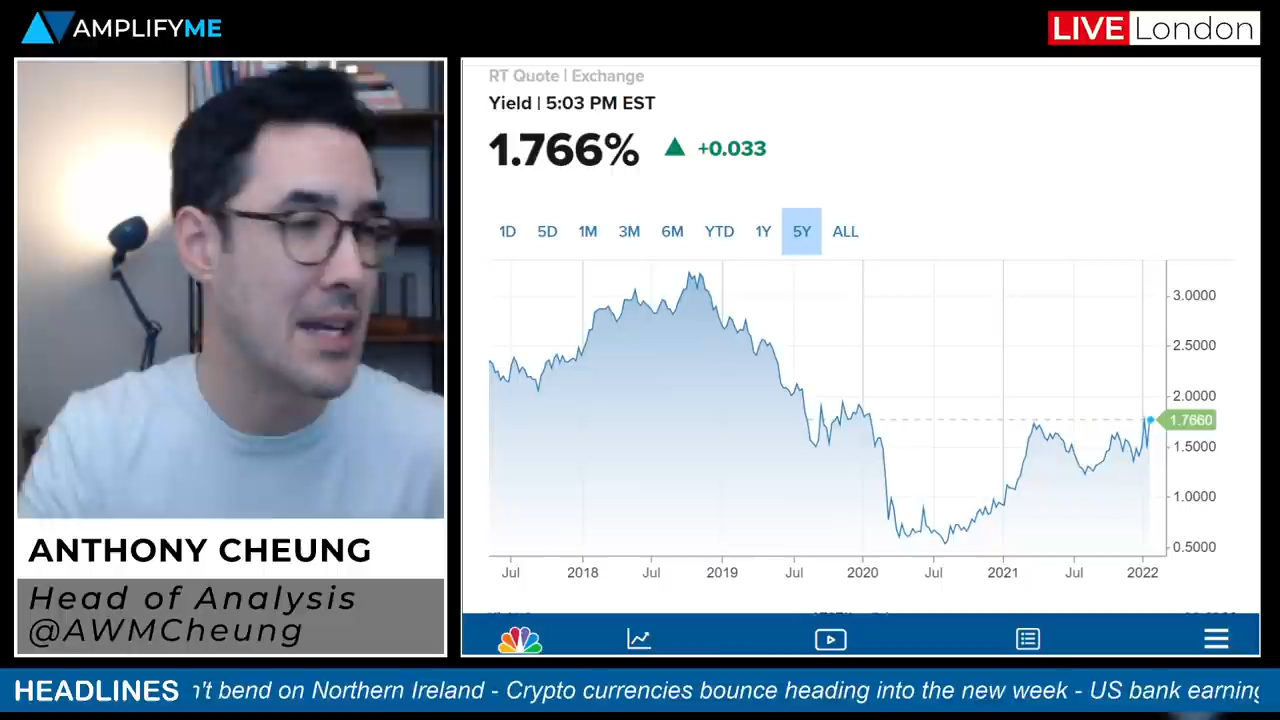 AMPLIFYME
LIVE London
RT Quote | Exchange
Yield | 5:03 PM EST
1.766% ▲ +0.033
1D 5D 1M 3M 6M YTD 1Y 5Y ALL
3.0000
2.5000
2.0000
1.7660
1.5000
1.0000
0.5000
Jul 2018 Jul 2019 Jul 2020 Jul 2021 Jul 2022
ANTHONY CHEUNG
Head of Analysis
@AWMCheung
HEADLINES 't bend on Northern Ireland - Crypto currencies bounce heading into the new week - US bank earning